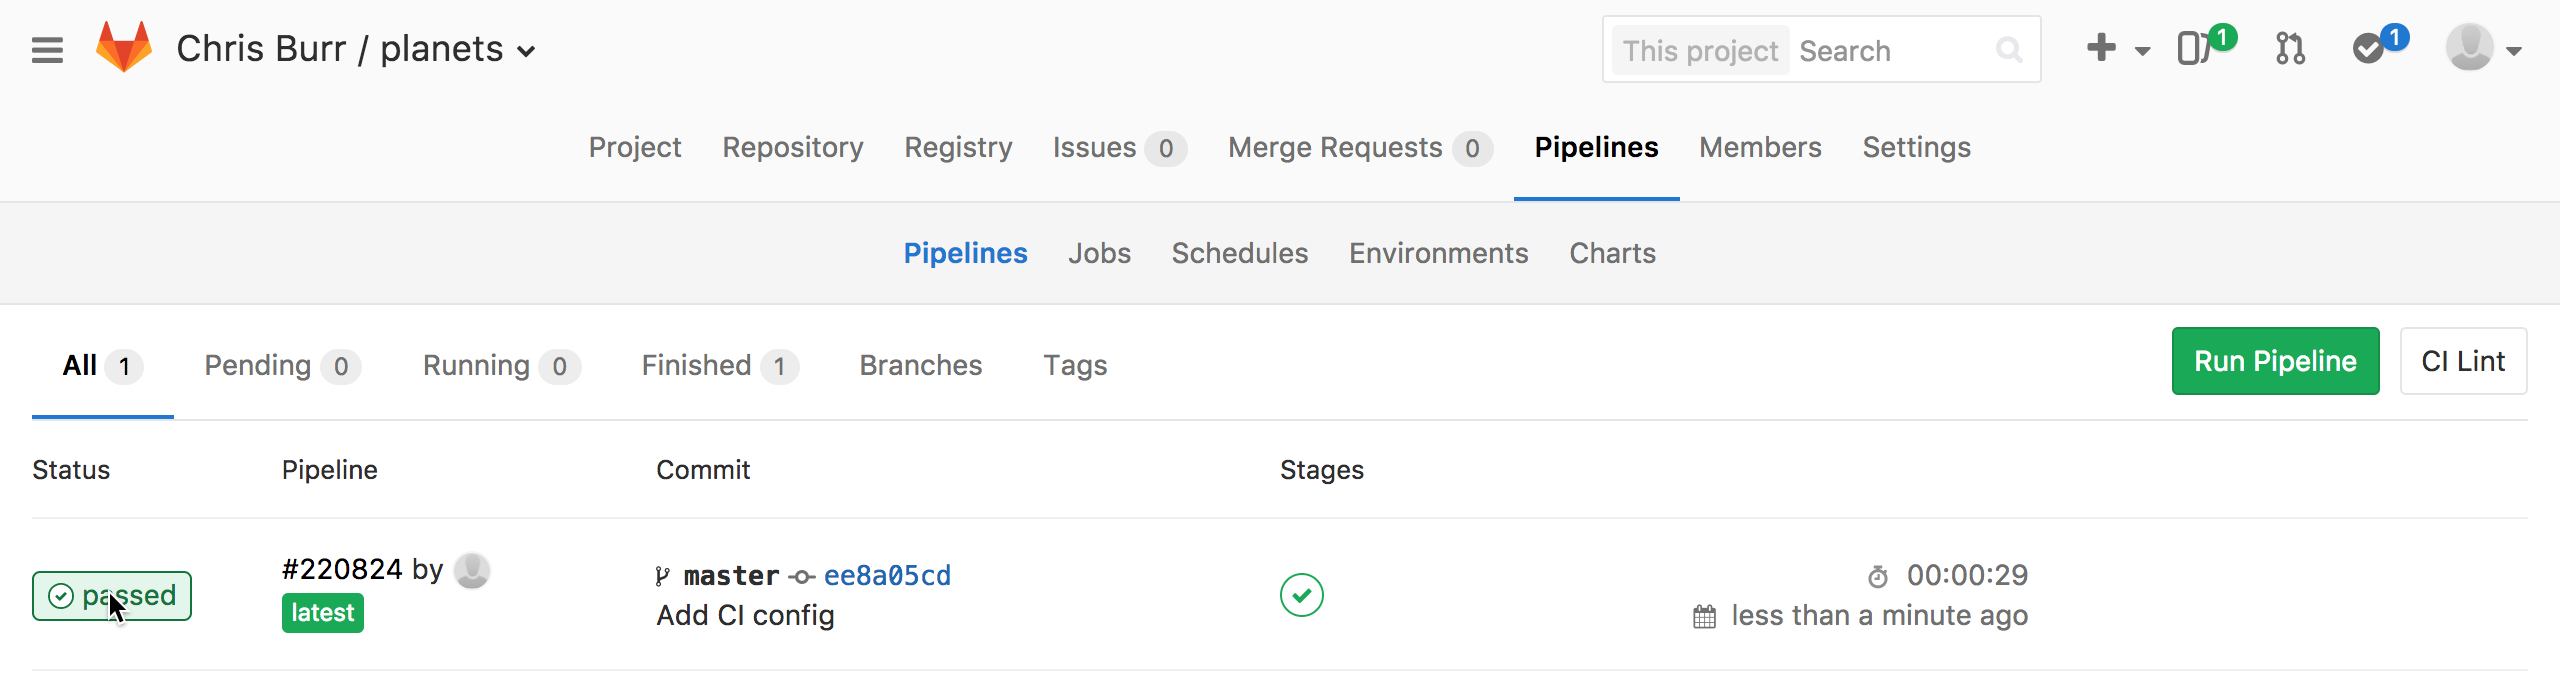 Chris Burr / planets
This project Search
1
1
Project Repository Registry Issues 0 Merge Requests 0 Pipelines Members Settings
Pipelines Jobs Schedules Environments Charts
All 1 Pending 0 Running 0 Finished 1 Branches Tags Run Pipeline CI Lint
Status Pipeline Commit Stages
passed
#220824 by
latest
master ee8a05cd
Add CI config
00:00:29
less than a minute ago